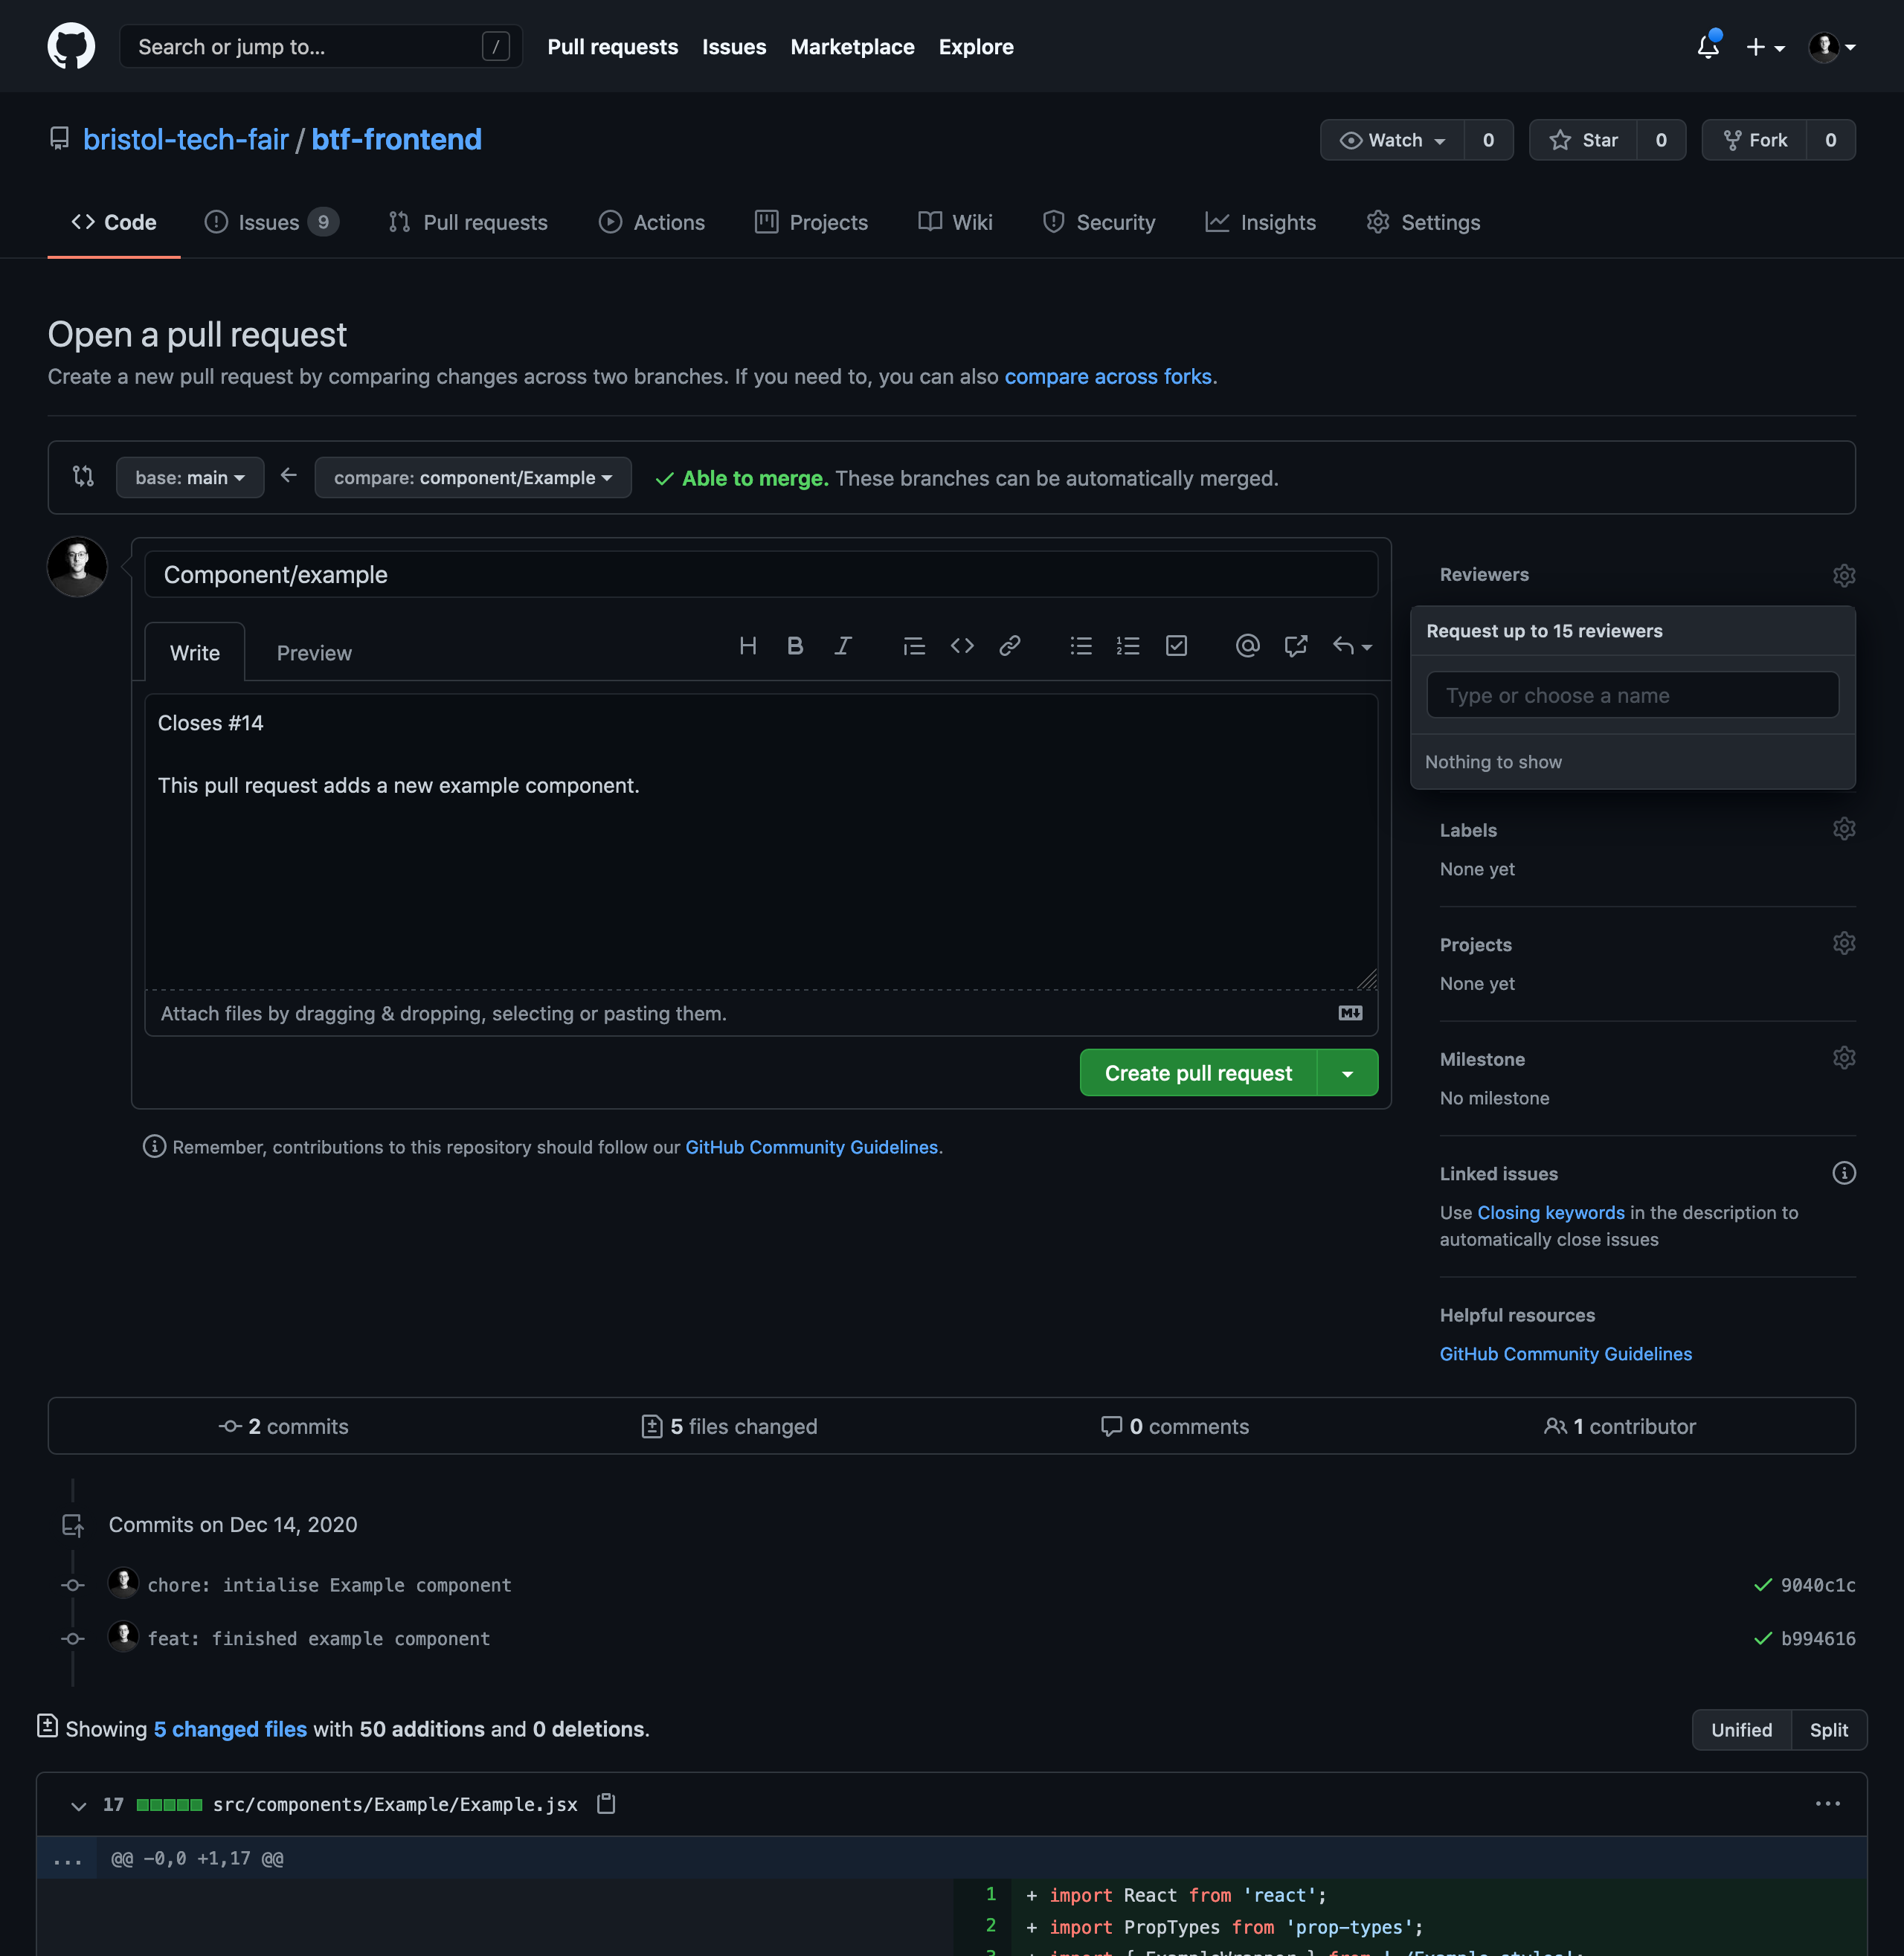 Search or jump to... /
Pull requests Issues Marketplace Explore
bristol-tech-fair / btf-frontend
Watch 0 Star 0 Fork 0
Code Issues 9 Pull requests Actions Projects Wiki Security Insights Settings
Open a pull request
Create a new pull request by comparing changes across two branches. If you need to, you can also compare across forks.
base: main compare: component/Example Able to merge. These branches can be automatically merged.
Component/example
Write Preview
Closes #14
This pull request adds a new example component.
Attach files by dragging & dropping, selecting or pasting them.
Create pull request
Remember, contributions to this repository should follow our GitHub Community Guidelines.
Reviewers
Request up to 15 reviewers
Type or choose a name
Nothing to show
Labels
None yet
Projects
None yet
Milestone
No milestone
Linked issues
Use Closing keywords in the description to
automatically close issues
Helpful resources
GitHub Community Guidelines
2 commits 5 files changed 0 comments 1 contributor
Commits on Dec 14, 2020
chore: intialise Example component 9040c1c
feat: finished example component b994616
Showing 5 changed files with 50 additions and 0 deletions.
Unified Split
17 src/components/Example/Example.jsx
... @@ -0,0 +1,17 @@
1 + import React from 'react';
2 + import PropTypes from 'prop-types';